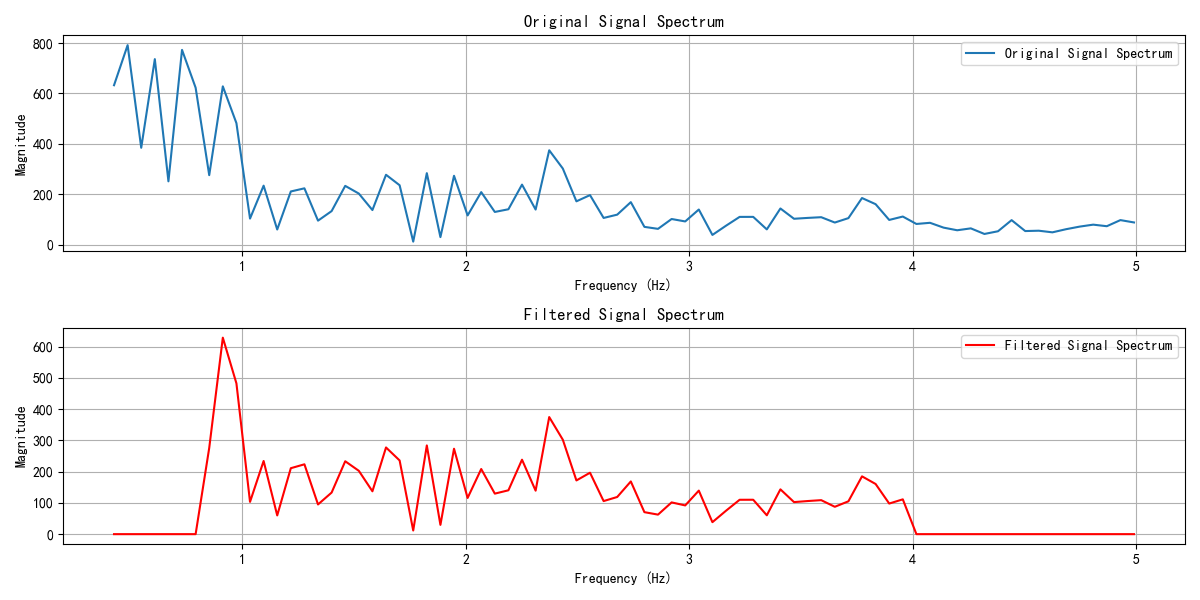 Original Signal Spectrum
Original Signal Spectrum
Magnitude
800
600
400
200
0
1 2 3 4 5
Frequency (Hz)
Filtered Signal Spectrum
Filtered Signal Spectrum
Magnitude
600
500
400
300
200
100
0
1 2 3 4 5
Frequency (Hz)